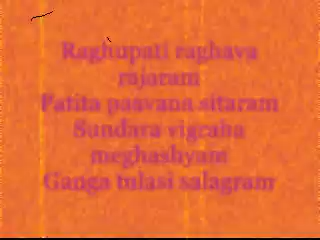 Raghupati raghava
rajaram
Patita paavana sitaram
Sundara vigraha
meghashyam
Ganga tulasi salagram